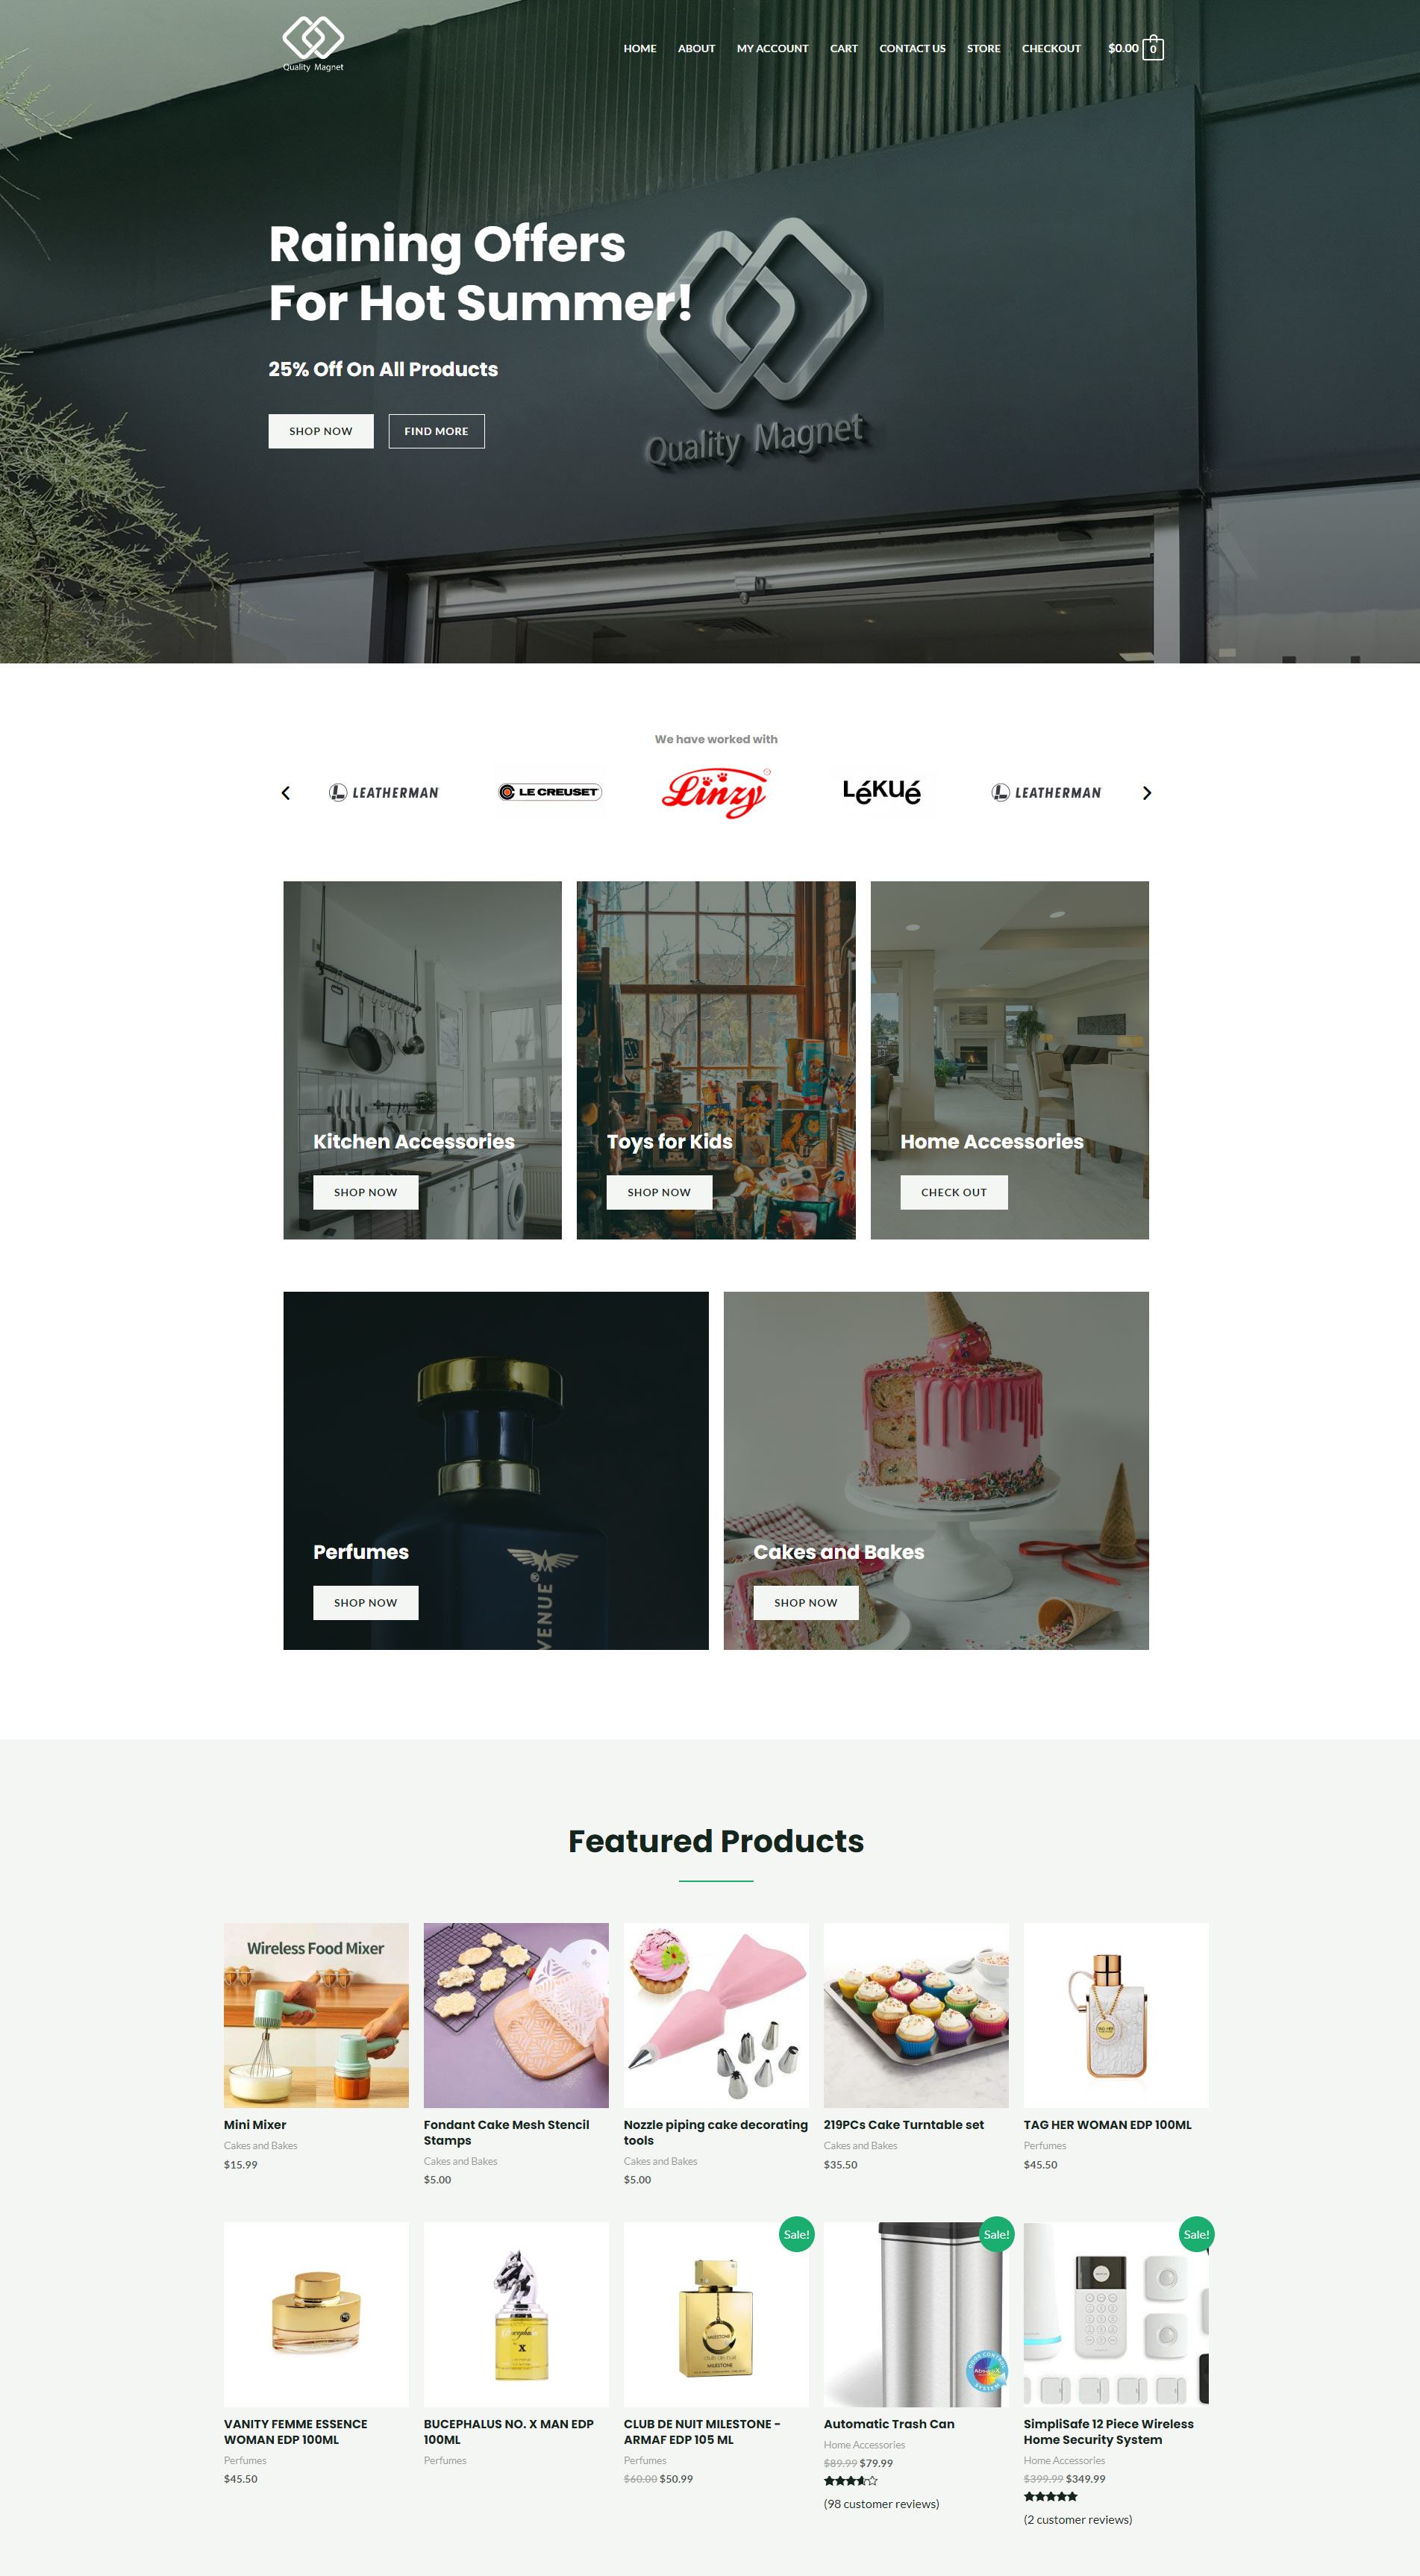 Quality Magnet
HOME ABOUT MY ACCOUNT CART CONTACT US STORE CHECKOUT $0.00 0
Raining Offers
For Hot Summer!
25% Off On All Products
SHOP NOW FIND MORE
Quality Magnet
We have worked with
LEATHERMAN LE CREUSET Linzy LéKué LEATHERMAN
Kitchen Accessories
SHOP NOW
Toys for Kids
SHOP NOW
Home Accessories
CHECK OUT
VENUE®
Perfumes
SHOP NOW
Cakes and Bakes
SHOP NOW
Featured Products
Wireless Food Mixer
Mini Mixer
Cakes and Bakes
$15.99
Fondant Cake Mesh Stencil
Stamps
Cakes and Bakes
$5.00
Nozzle piping cake decorating
tools
Cakes and Bakes
$5.00
219PCs Cake Turntable set
Cakes and Bakes
$35.50
TAG HER WOMAN EDP 100ML
Perfumes
$45.50
VANITY FEMME ESSENCE
WOMAN EDP 100ML
Perfumes
$45.50
X
BUCEPHALUS NO. X MAN EDP
100ML
Perfumes
Sale!
MILESTONE
club de nuit
MILESTONE
CLUB DE NUIT MILESTONE –
ARMAF EDP 105 ML
Perfumes
$60.00 $50.99
Sale!
Automatic Trash Can
Home Accessories
$89.99 $79.99
(98 customer reviews)
Sale!
SimpliSafe 12 Piece Wireless
Home Security System
Home Accessories
$399.99 $349.99
(2 customer reviews)